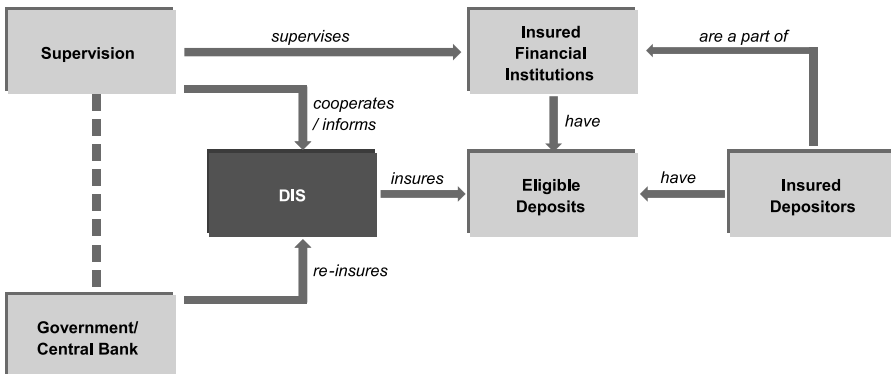 Supervision
supervises
Insured
Financial
Institutions
are a part of
cooperates
/ informs
have
DIS
insures
Eligible
Deposits
have
Insured
Depositors
re-insures
Government/
Central Bank